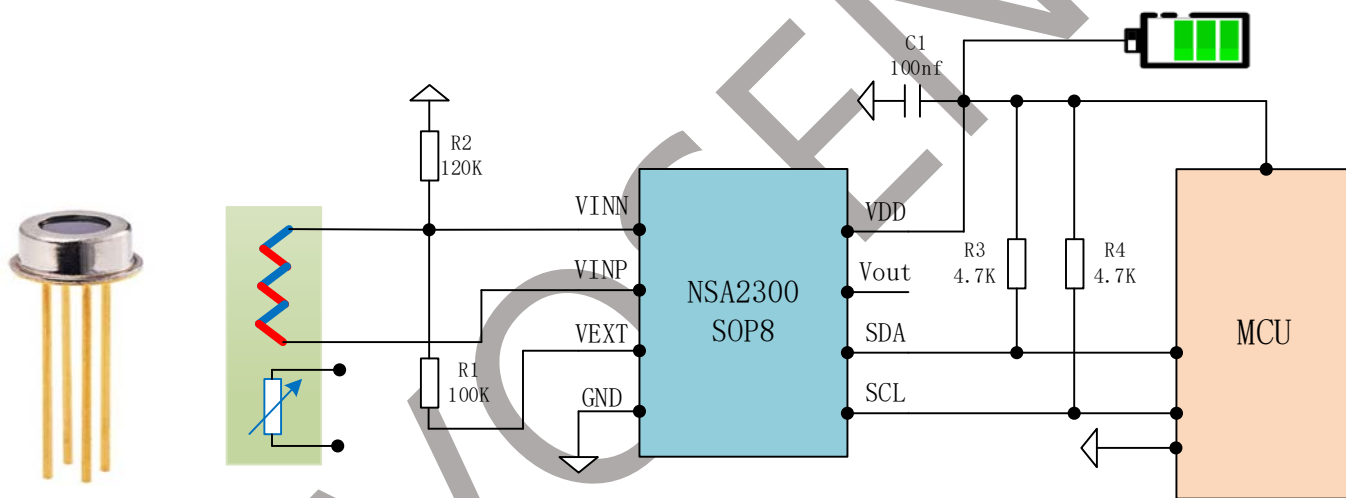 C1
100nf
R2
120K
VINN
VDD
R3
4.7K
R4
4.7K
VINP
Vout
NSA2300
SOP8
MCU
VEXT
SDA
R1
100K
GND
SCL